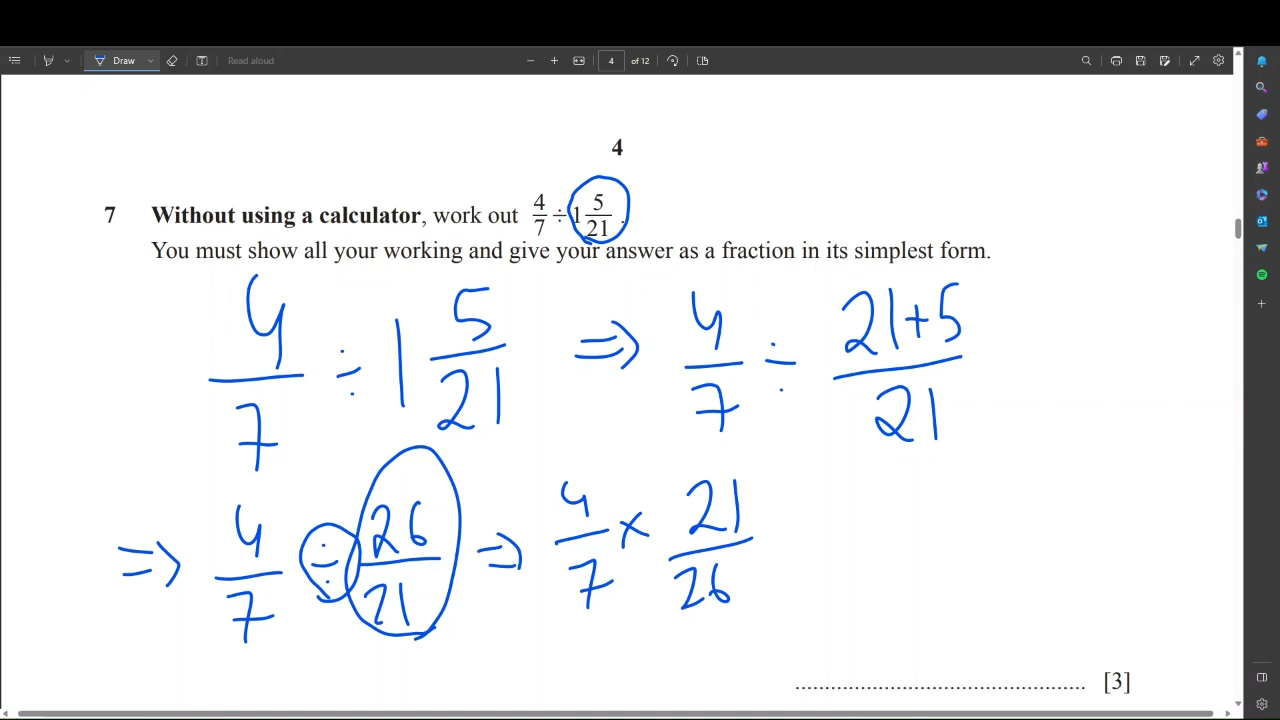 Draw
Read aloud
4
of 12
4
7 Without using a calculator, work out 4/7 ÷ 1 5/21 .
You must show all your working and give your answer as a fraction in its simplest form.
4/7 ÷ 1 5/21 ⇒ 4/7 ÷ 21+5/21
⇒ 4/7 ÷ 26/21 ⇒ 4/7 × 21/26
.................................................. [3]